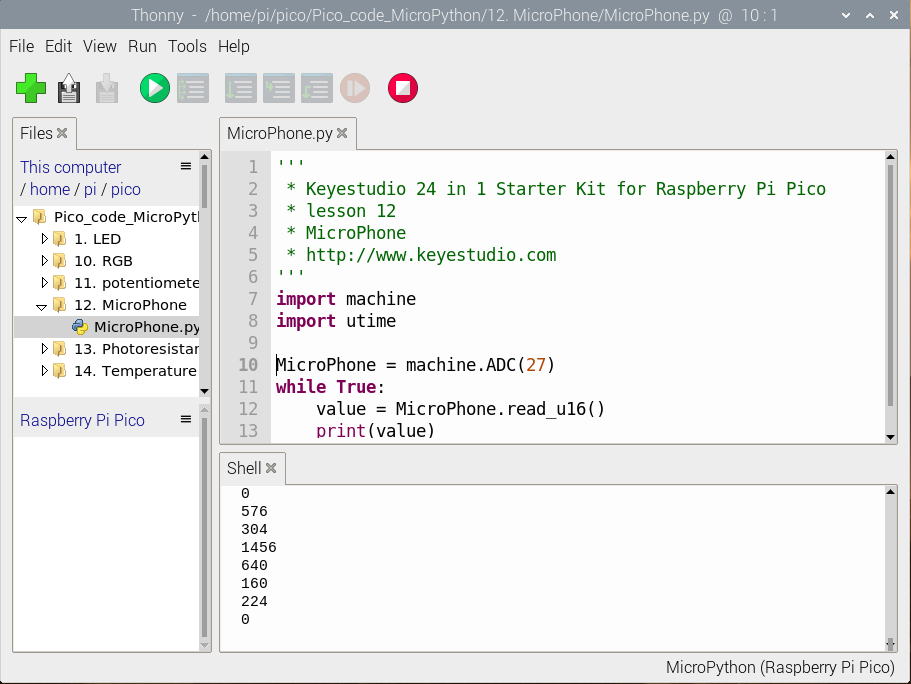 Thonny - /home/pi/pico/Pico_code_MicroPython/12. MicroPhone/MicroPhone.py @ 10 : 1
File Edit View Run Tools Help
Files
This computer
/ home / pi / pico
Pico_code_MicroPyth
1. LED
10. RGB
11. potentiomete
12. MicroPhone
MicroPhone.py
13. Photoresistar
14. Temperature
Raspberry Pi Pico
MicroPhone.py
1 '''
2 * Keyestudio 24 in 1 Starter Kit for Raspberry Pi Pico
3 * lesson 12
4 * MicroPhone
5 * http://www.keyestudio.com
6 '''
7 import machine
8 import utime
9
10 MicroPhone = machine.ADC(27)
11 while True:
12 value = MicroPhone.read_u16()
13 print(value)
Shell
0
576
304
1456
640
160
224
0
MicroPython (Raspberry Pi Pico)